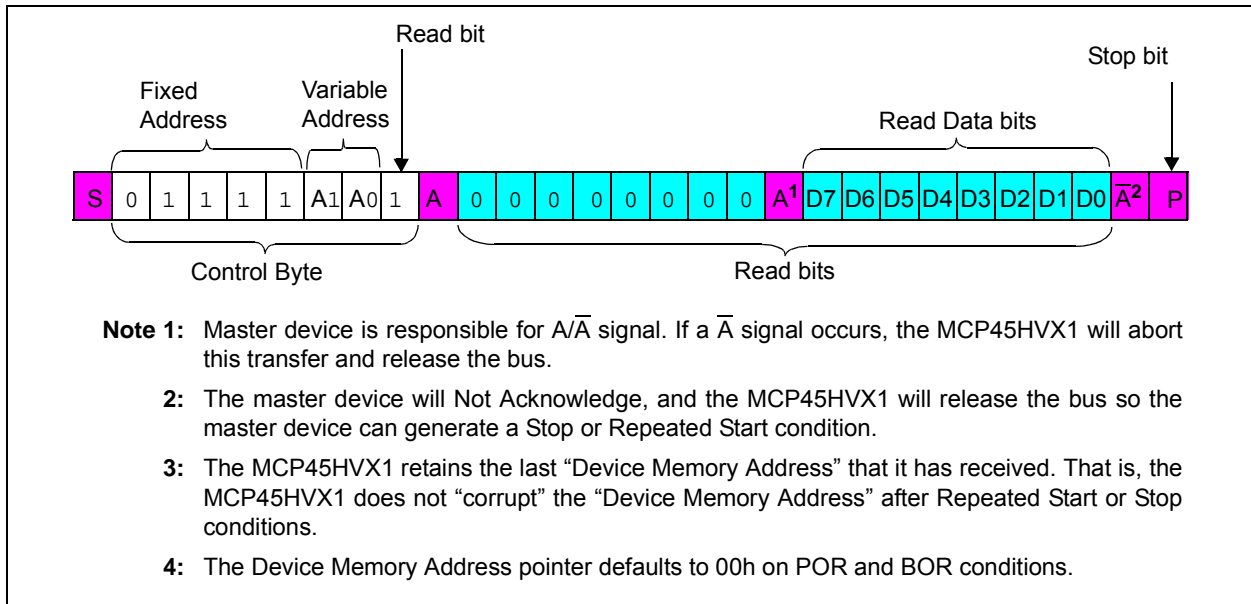 Read bit
Stop bit
Fixed Address
Variable Address
Read Data bits
S 0 1 1 1 1 A1 A0 1 A 0 0 0 0 0 0 0 0 A¹ D7 D6 D5 D4 D3 D2 D1 D0 A̅² P
Control Byte
Read bits
Note 1: Master device is responsible for A/A̅ signal. If a A̅ signal occurs, the MCP45HVX1 will abort
this transfer and release the bus.
2: The master device will Not Acknowledge, and the MCP45HVX1 will release the bus so the
master device can generate a Stop or Repeated Start condition.
3: The MCP45HVX1 retains the last “Device Memory Address” that it has received. That is, the
MCP45HVX1 does not “corrupt” the “Device Memory Address” after Repeated Start or Stop
conditions.
4: The Device Memory Address pointer defaults to 00h on POR and BOR conditions.